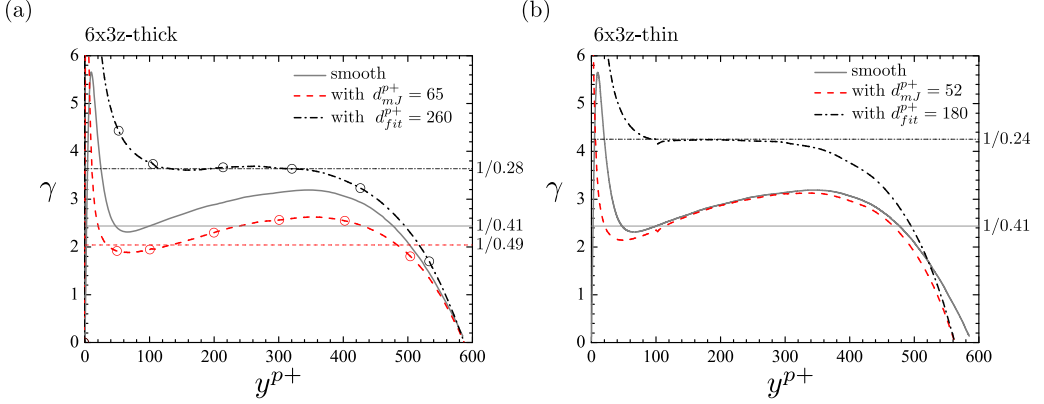 (a)
6x3z-thick
6
5
4
3
2
1
0
γ
smooth
with d_{mJ}^{p+} = 65
with d_{fit}^{p+} = 260
1/0.28
1/0.41
1/0.49
0 100 200 300 400 500 600
y^{p+}
(b)
6x3z-thin
6
5
4
3
2
1
0
γ
smooth
with d_{mJ}^{p+} = 52
with d_{fit}^{p+} = 180
1/0.24
1/0.41
0 100 200 300 400 500 600
y^{p+}